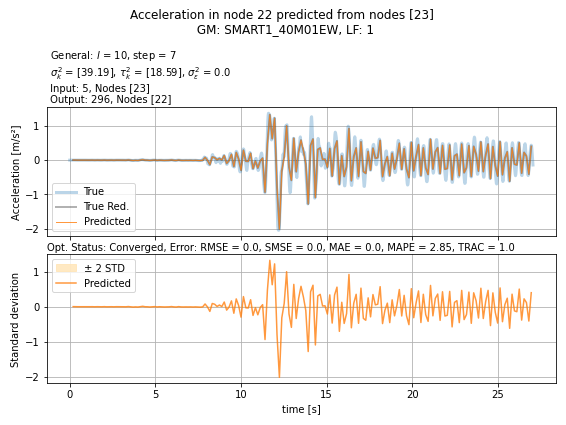 Acceleration in node 22 predicted from nodes [23]
GM: SMART1_40M01EW, LF: 1
General: l = 10, step = 7
σ²ₖ = [39.19], τ²ₖ = [18.59], σ²_ε = 0.0
Input: 5, Nodes [23]
Output: 296, Nodes [22]
Acceleration [m/s²]
1
0
−1
−2
True
True Red.
Predicted
Opt. Status: Converged, Error: RMSE = 0.0, SMSE = 0.0, MAE = 0.0, MAPE = 2.85, TRAC = 1.0
Standard deviation
1
0
−1
−2
± 2 STD
Predicted
0 5 10 15 20 25
time [s]